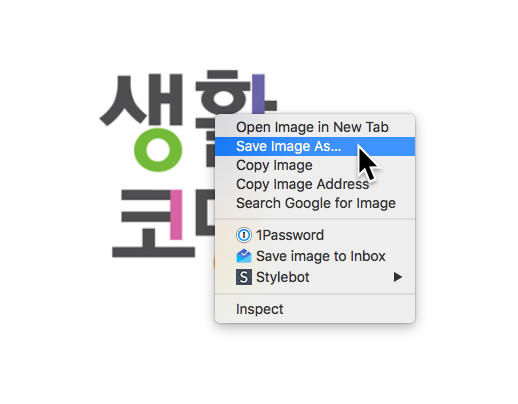 생활
코
Open Image in New Tab
Save Image As...
Copy Image
Copy Image Address
Search Google for Image
1Password
Save image to Inbox
S Stylebot
Inspect